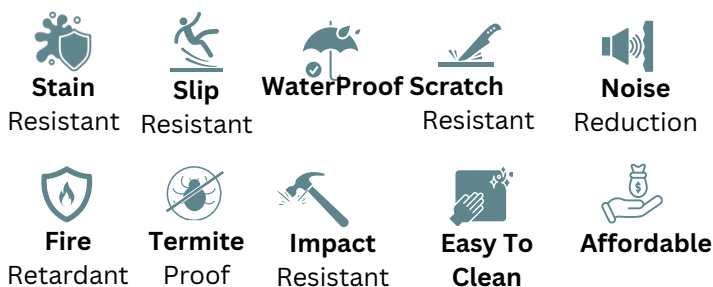 Stain
Resistant
Slip
Resistant
WaterProof
Scratch
Resistant
Noise
Reduction
Fire
Retardant
Termite
Proof
Impact
Resistant
Easy To
Clean
Affordable
$